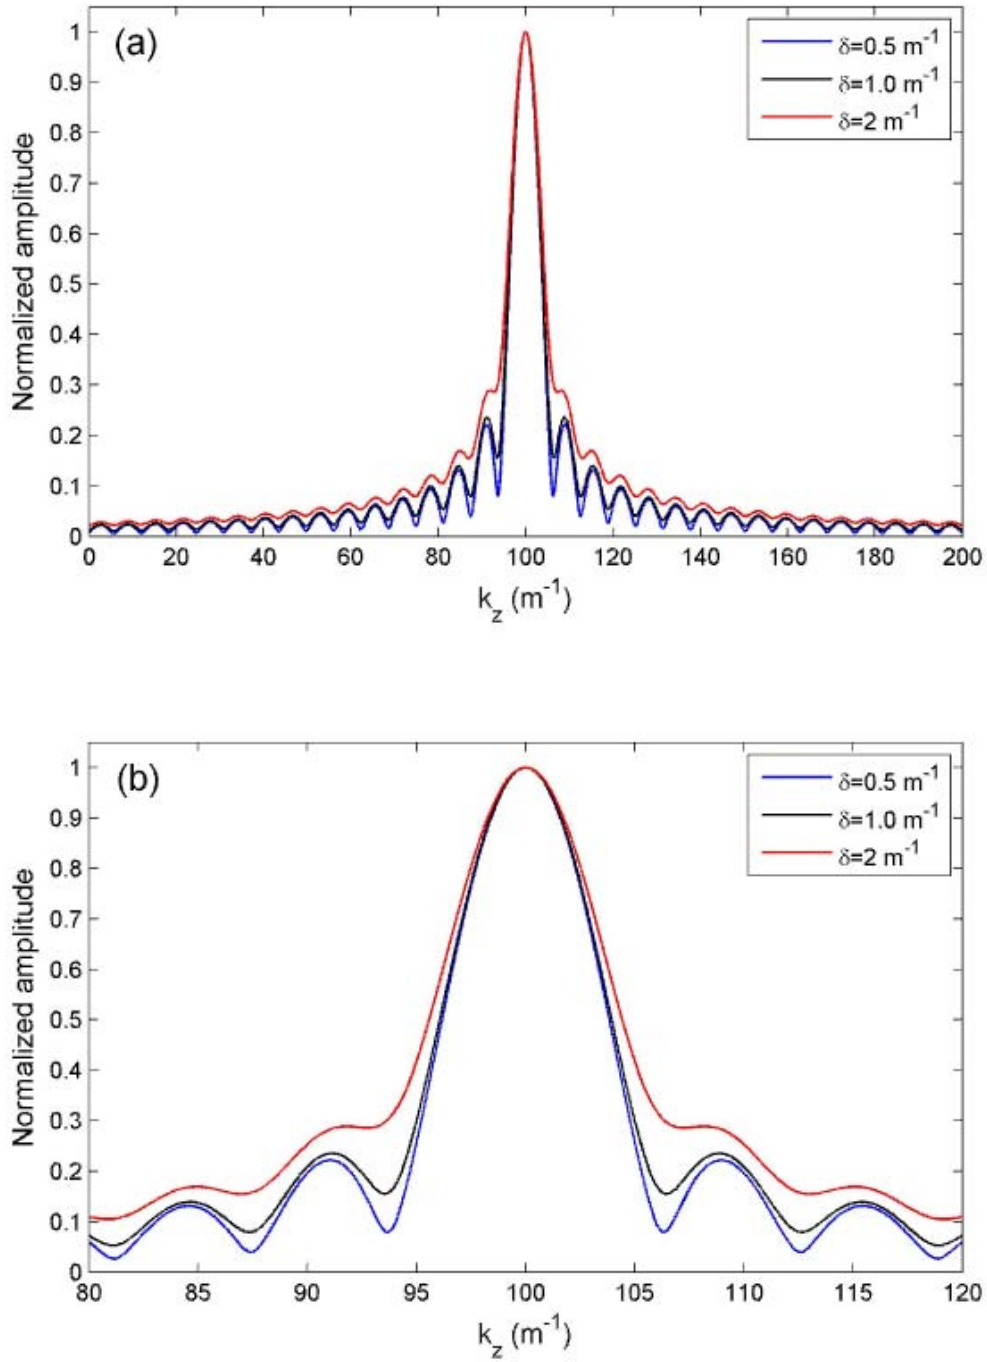 (a)
δ=0.5 m⁻¹
δ=1.0 m⁻¹
δ=2 m⁻¹
Normalized amplitude
1
0.9
0.8
0.7
0.6
0.5
0.4
0.3
0.2
0.1
0
0 20 40 60 80 100 120 140 160 180 200
k_z (m⁻¹)
(b)
δ=0.5 m⁻¹
δ=1.0 m⁻¹
δ=2 m⁻¹
Normalized amplitude
1
0.9
0.8
0.7
0.6
0.5
0.4
0.3
0.2
0.1
0
80 85 90 95 100 105 110 115 120
k_z (m⁻¹)